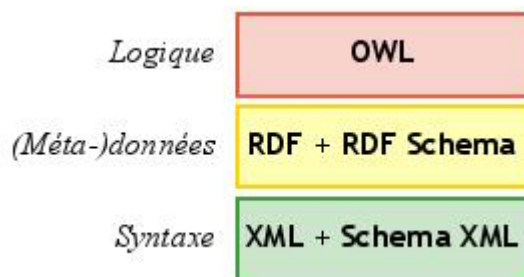 Logique OWL
(Méta-)données RDF + RDF Schema
Syntaxe XML + Schema XML